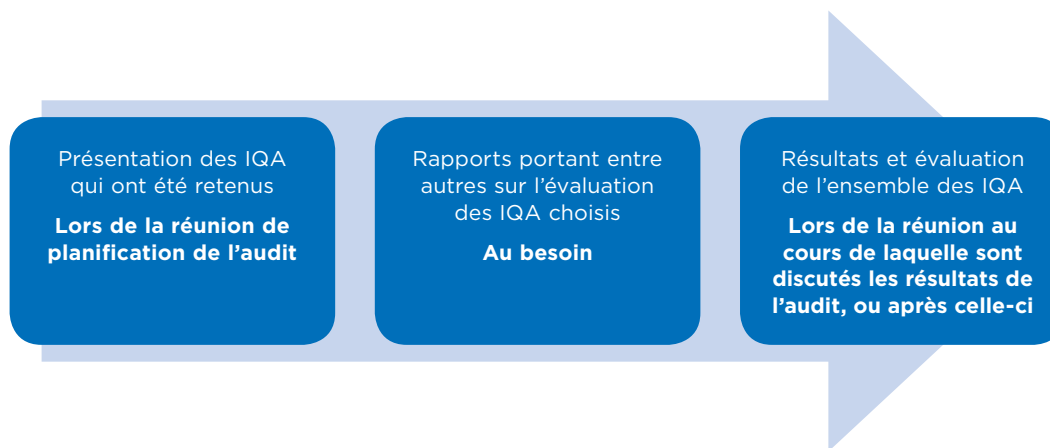 Présentation des IQA
qui ont été retenus
Lors de la réunion de
planification de l’audit
Rapports portant entre
autres sur l’évaluation
des IQA choisis
Au besoin
Résultats et évaluation
de l’ensemble des IQA
Lors de la réunion au
cours de laquelle sont
discutés les résultats de
l’audit, ou après celle-ci